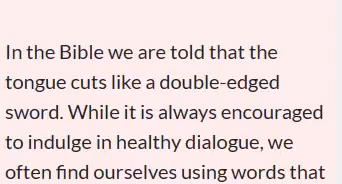 In the Bible we are told that the
tongue cuts like a double-edged
sword. While it is always encouraged
to indulge in healthy dialogue, we
often find ourselves using words that